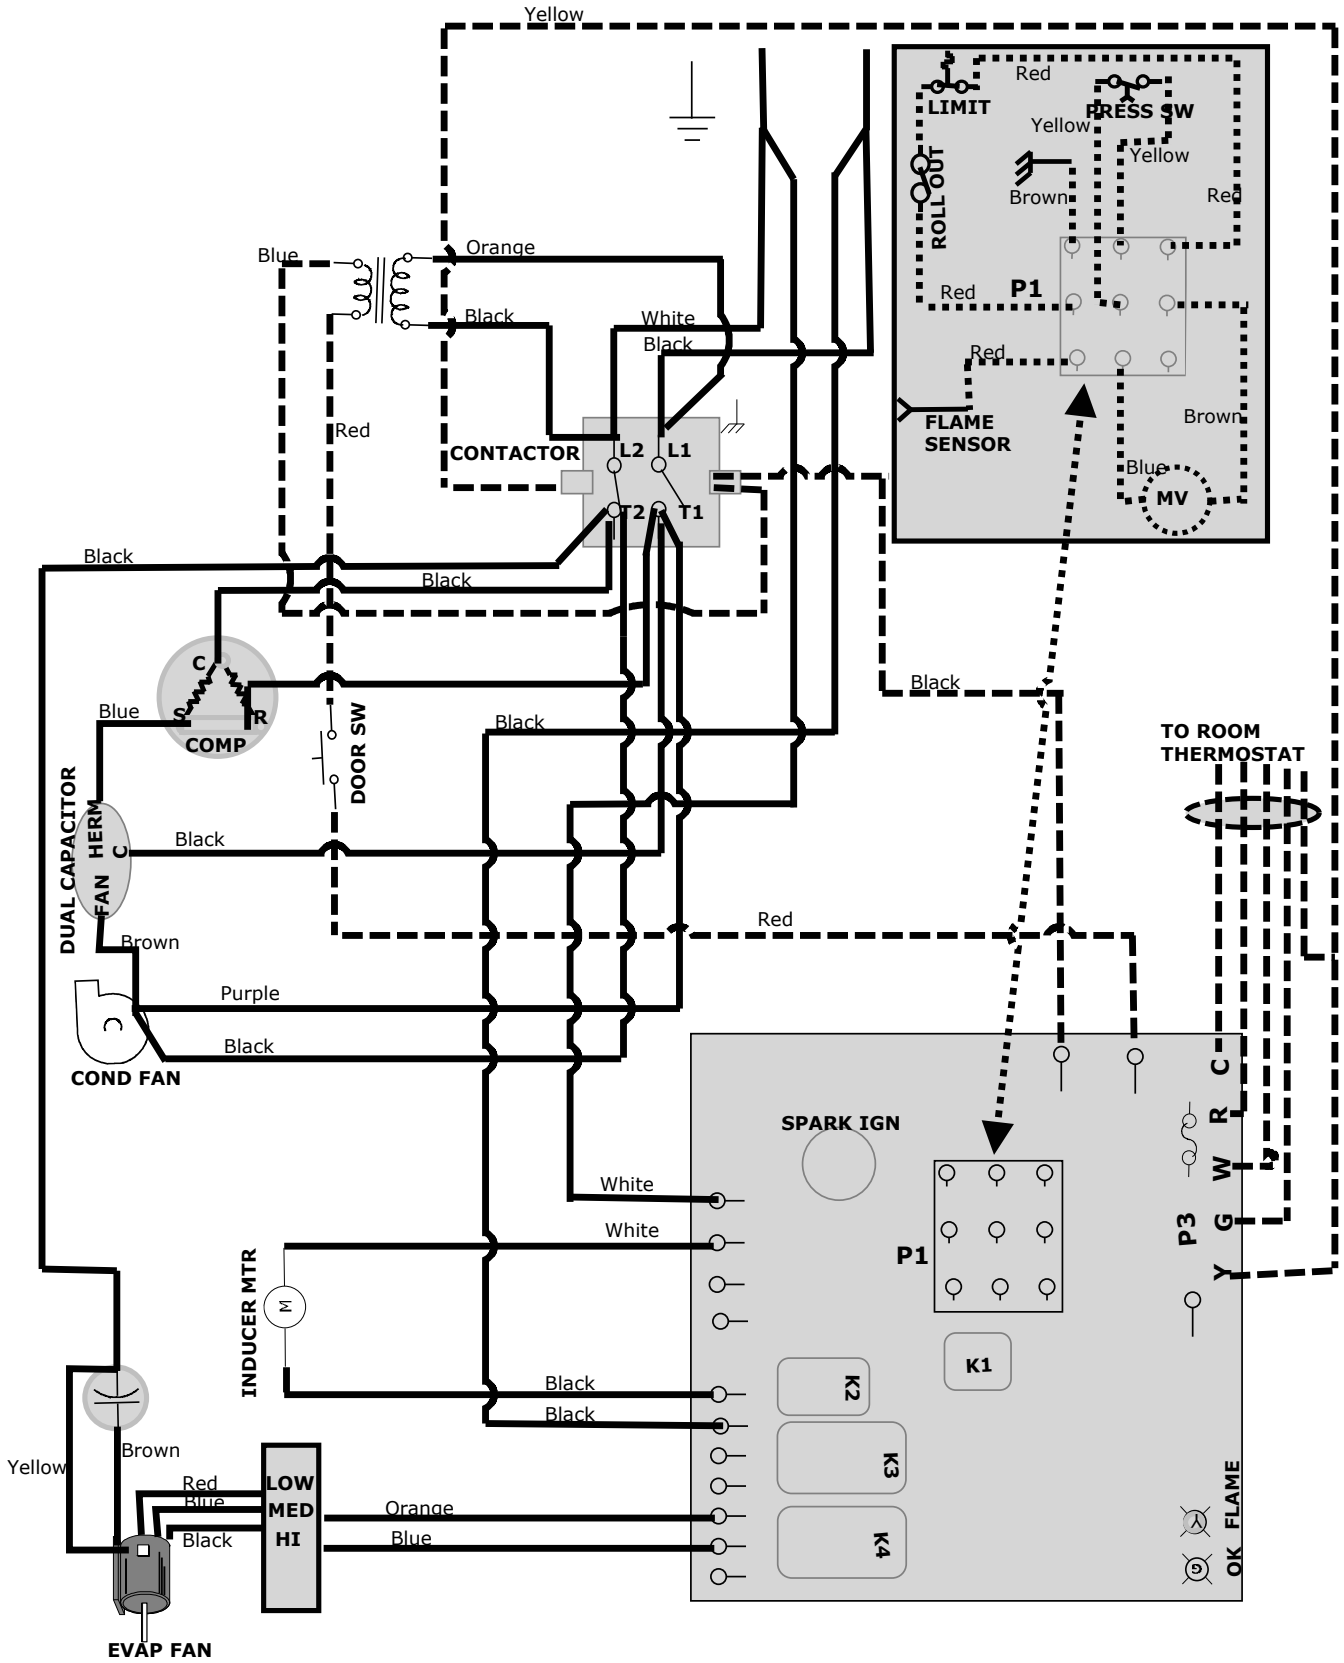 Yellow
Red
LIMIT
PRESS SW
Yellow
Yellow
ROLL OUT
Brown
Red
Blue
Orange
Red
P1
Black
White
Black
Red
Brown
FLAME
SENSOR
Red
CONTACTOR
L2
L1
T2
T1
Blue
MV
Black
Black
C
S
R
COMP
Blue
Black
Black
DOOR SW
TO ROOM
THERMOSTAT
DUAL CAPACITOR
HERM
C
FAN
Black
Red
Brown
Purple
Black
C
COND FAN
C
R
W
G
Y
P3
SPARK IGN
White
White
P1
INDUCER MTR
M
K1
Black
K2
Black
K3
Brown
Yellow
Red
Blue
Black
LOW
MED
HI
Orange
Blue
K4
FLAME
Y
OK
G
EVAP FAN